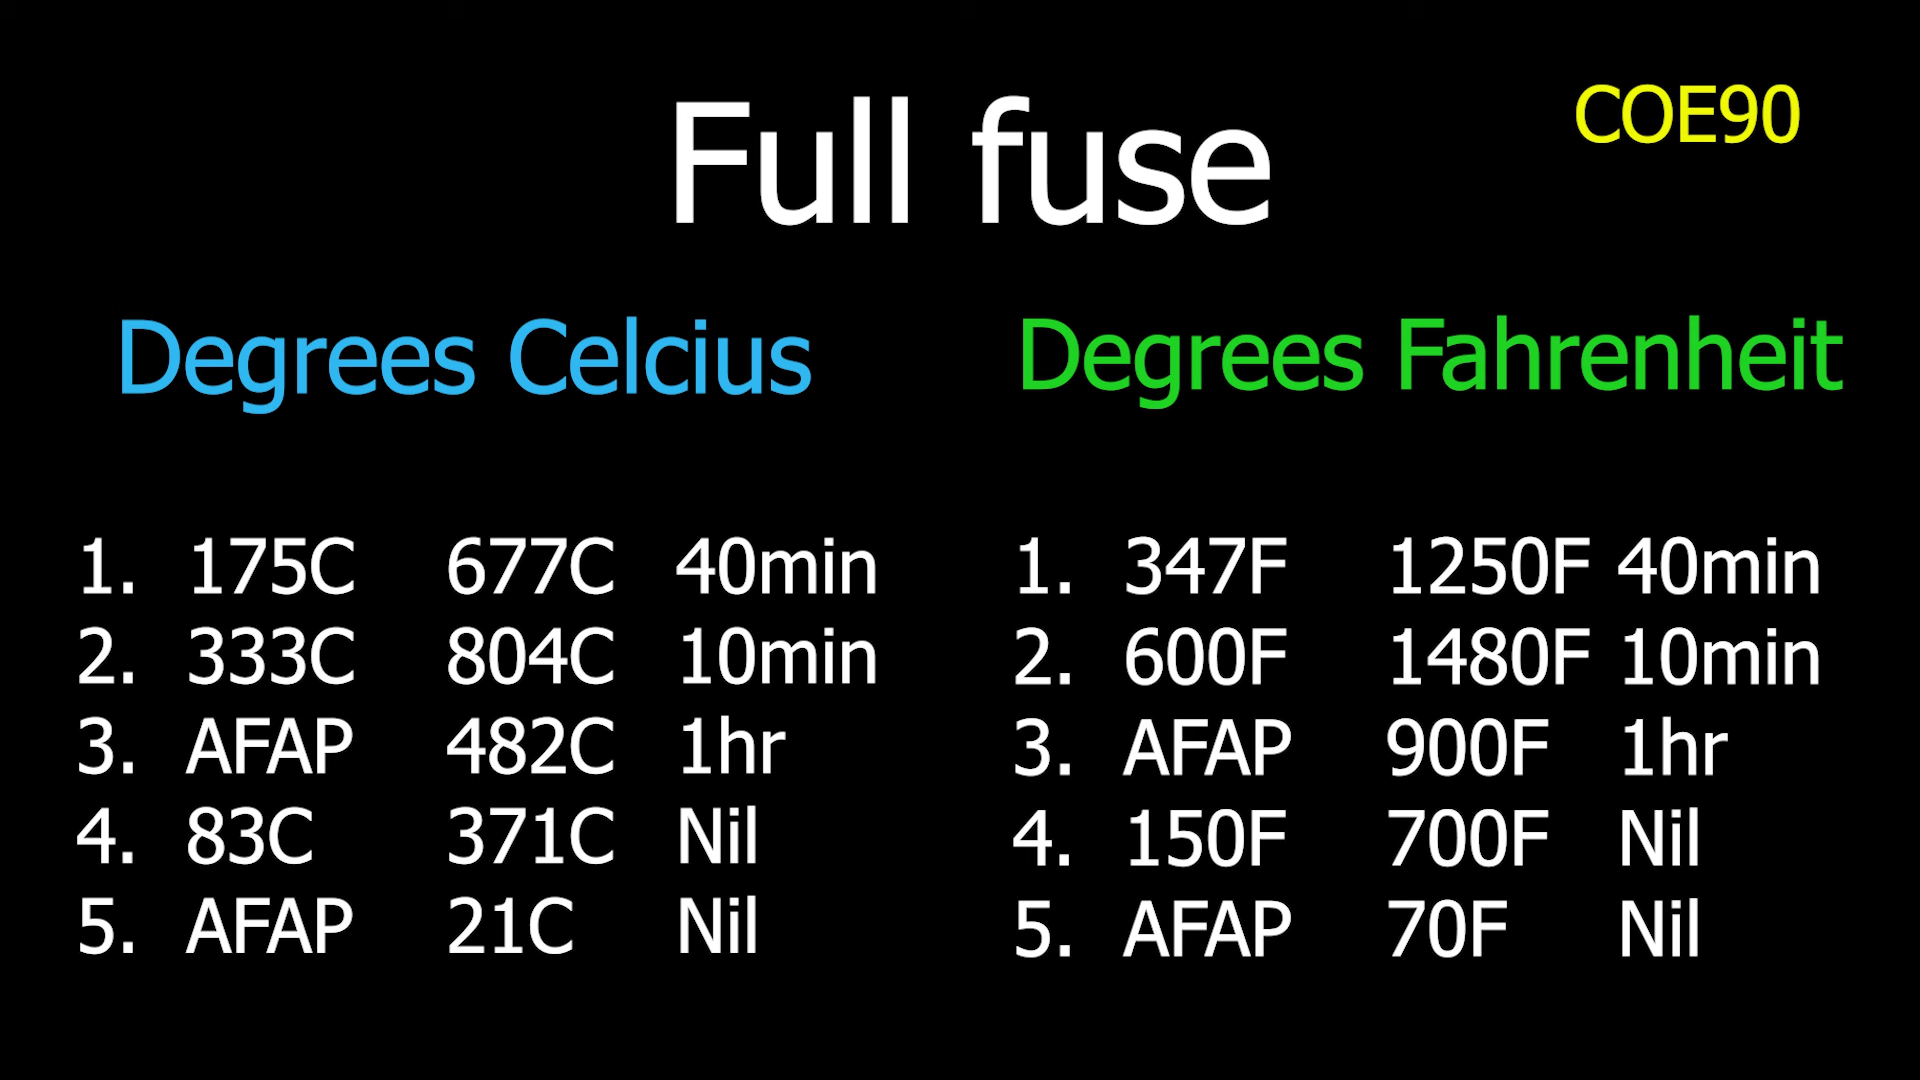 Full fuse
COE90
Degrees Celcius
1. 175C 677C 40min
2. 333C 804C 10min
3. AFAP 482C 1hr
4. 83C 371C Nil
5. AFAP 21C Nil
Degrees Fahrenheit
1. 347F 1250F 40min
2. 600F 1480F 10min
3. AFAP 900F 1hr
4. 150F 700F Nil
5. AFAP 70F Nil